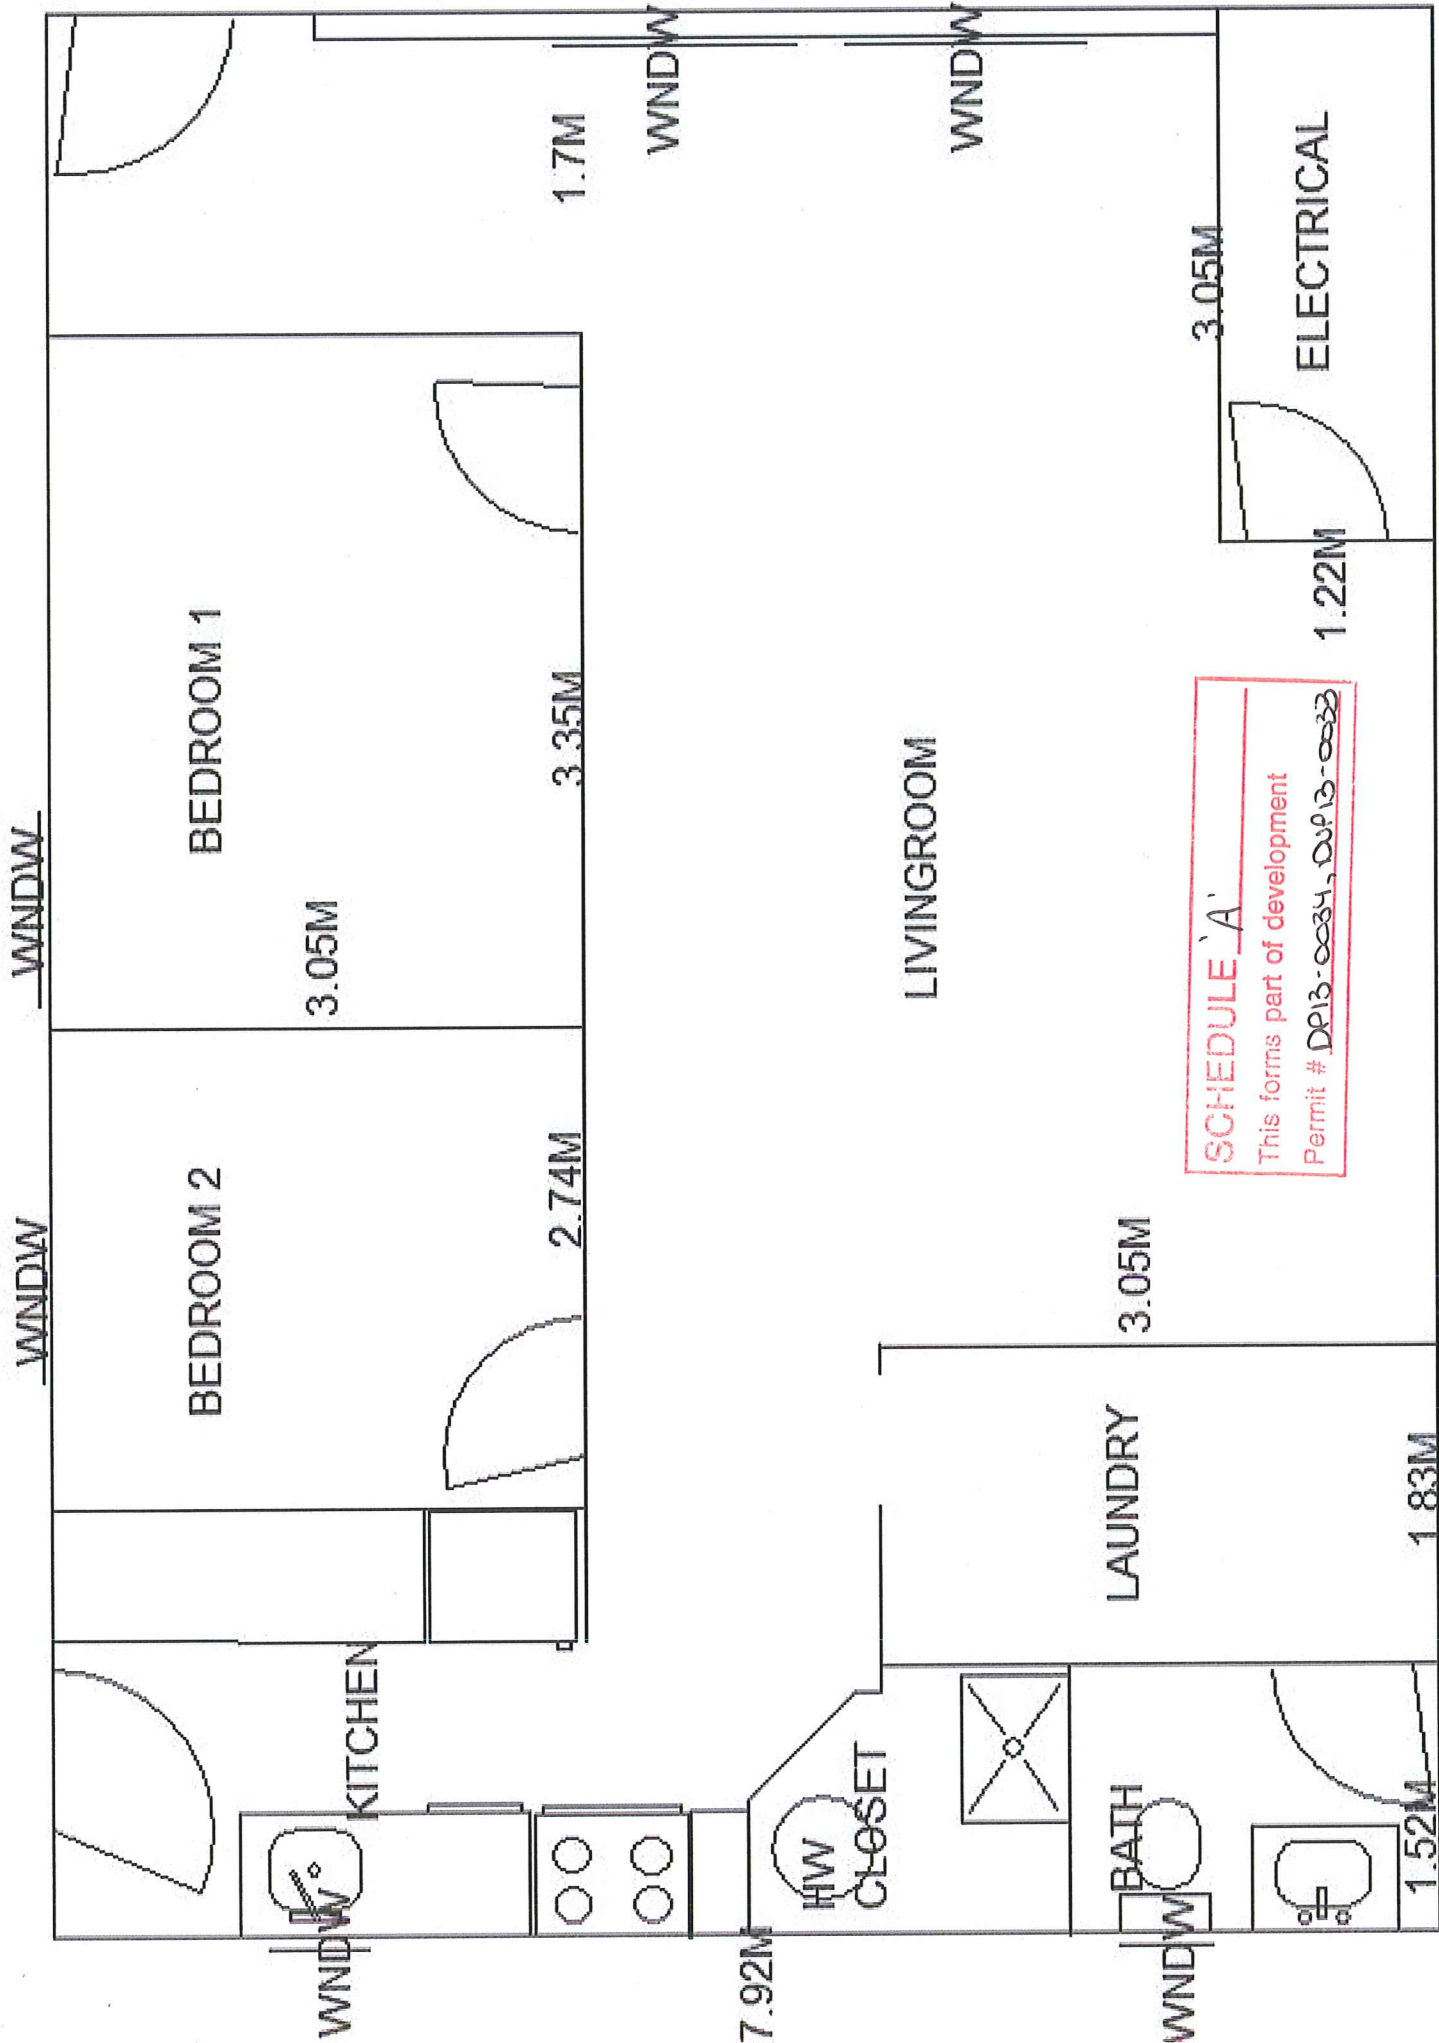 WNDW
WNDW
BEDROOM 2
BEDROOM 1
3.05M
2.74M
3.35M
1.7M
WNDW
WNDW
WNDW
KITCHEN
7.92M
HW
CLOSET
LIVINGROOM
WNDW
BATH
LAUNDRY
3.05M
3.05M
ELECTRICAL
1.22M
1.52M
1.83M
SCHEDULE 'A'
This forms part of development
Permit # DP13-0034, DVP13-0033